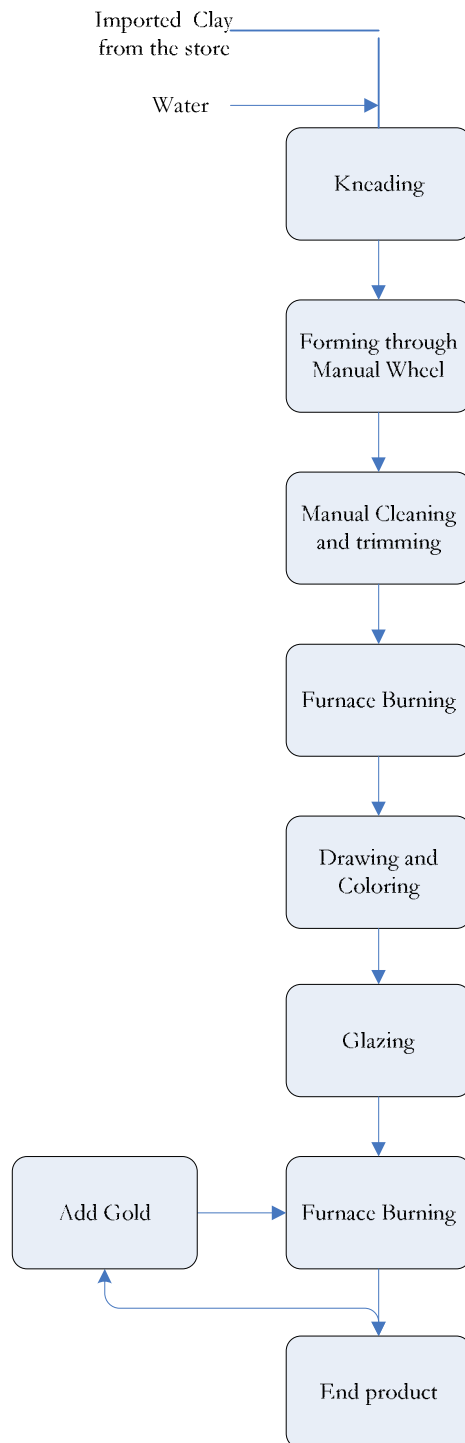 Imported Clay
from the store
Water
Kneading
Forming through
Manual Wheel
Manual Cleaning
and trimming
Furnace Burning
Drawing and
Coloring
Glazing
Add Gold
Furnace Burning
End product